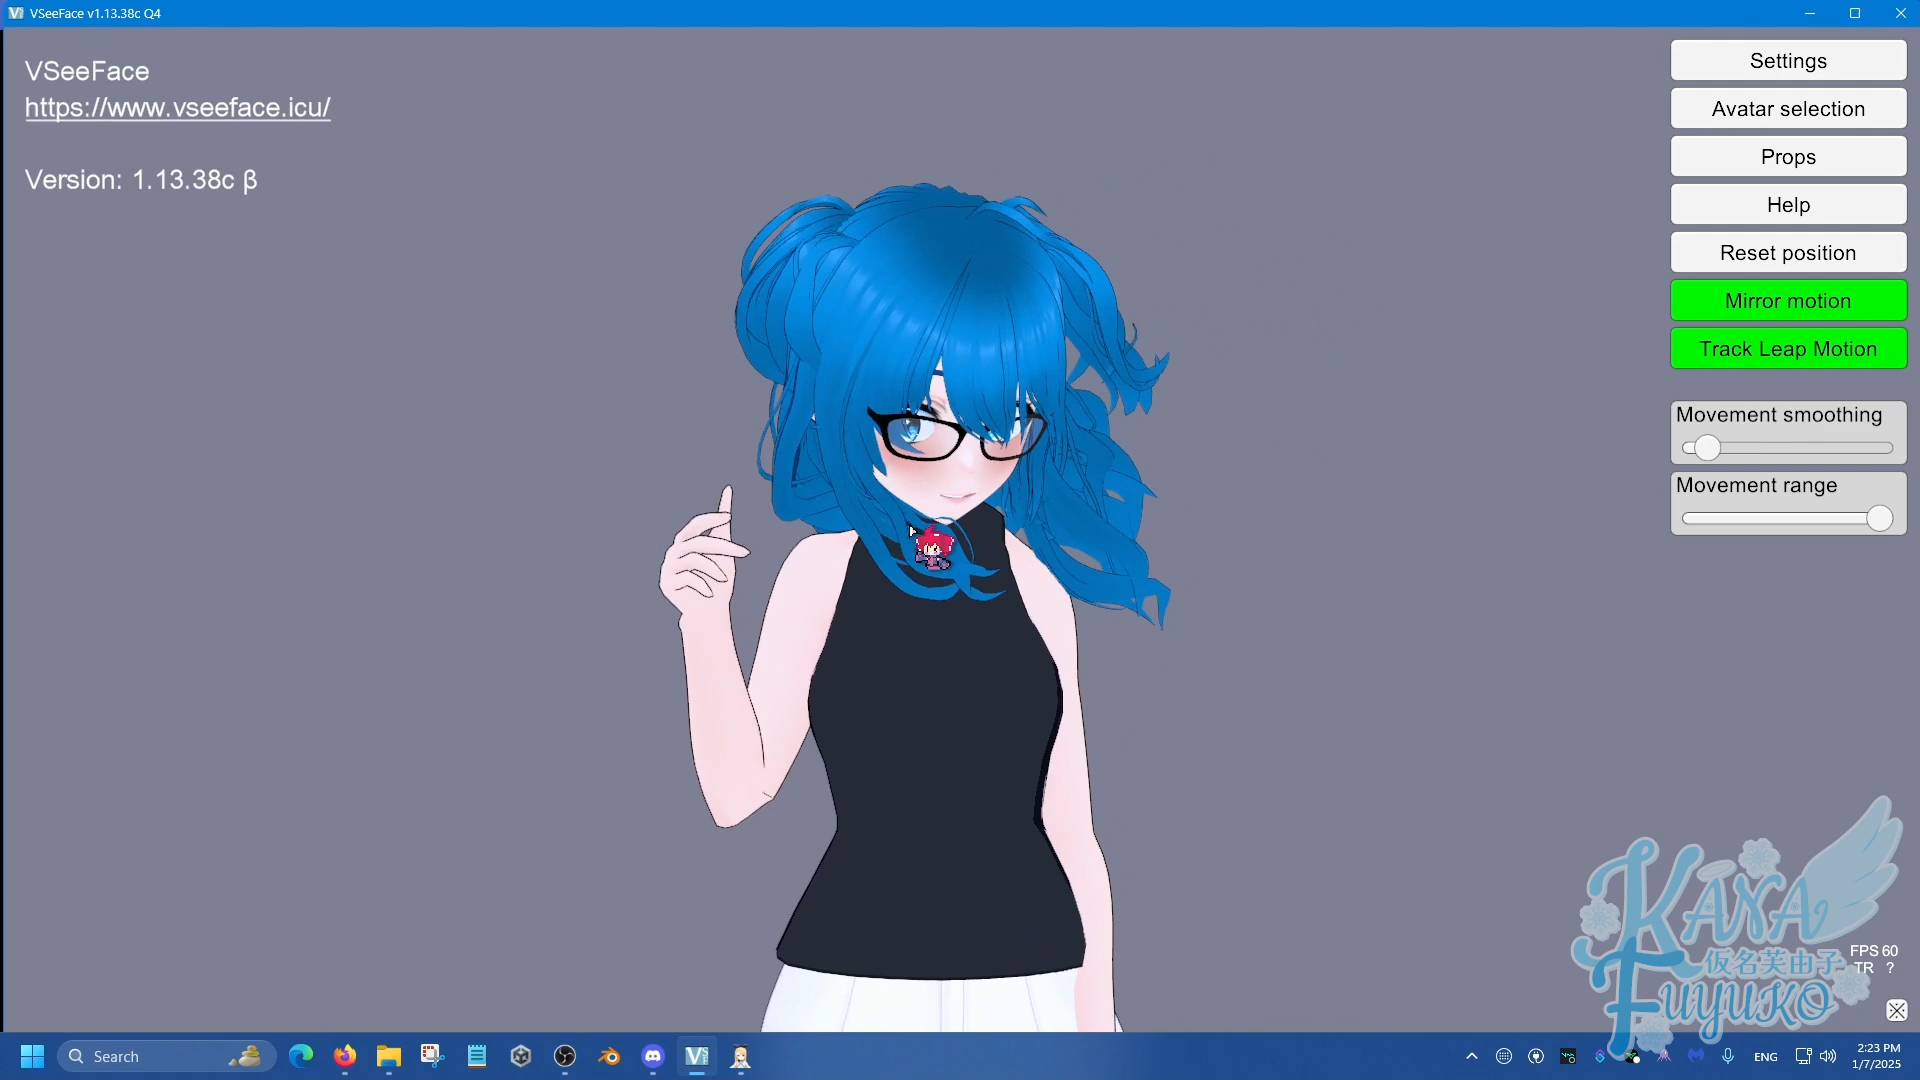 VSeeFace v1.13.38c Q4
VSeeFace
https://www.vseeface.icu/
Version: 1.13.38c β
Settings
Avatar selection
Props
Help
Reset position
Mirror motion
Track Leap Motion
Movement smoothing
Movement range
KANA
仮名芙由子
FUYUKO
FPS 60
TR ?
Search
ENG
2:23 PM
1/7/2025